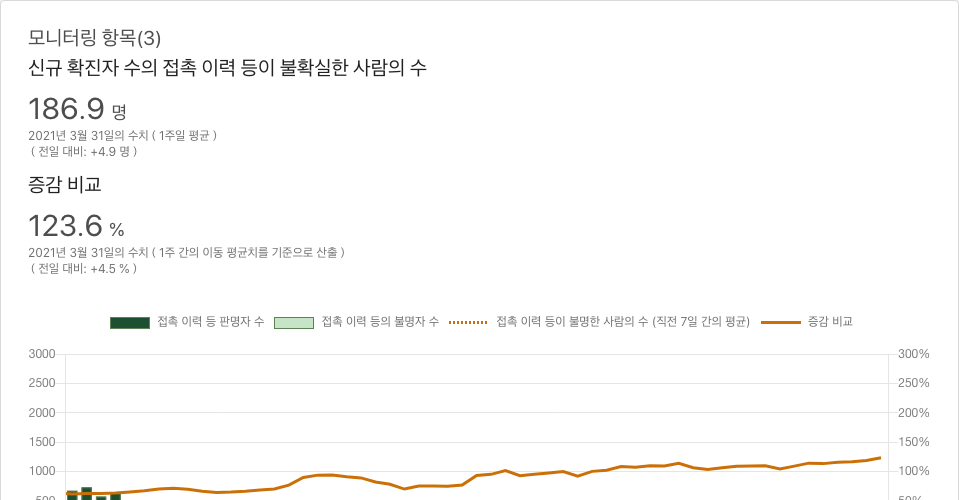 모니터링 항목(3)
신규 확진자 수의 접촉 이력 등이 불확실한 사람의 수
186.9 명
2021년 3월 31일의 수치 ( 1주일 평균 )
( 전일 대비: +4.9 명 )
증감 비교
123.6 %
2021년 3월 31일의 수치 ( 1주 간의 이동 평균치를 기준으로 산출 )
( 전일 대비: +4.5 % )
접촉 이력 등 판명자 수 접촉 이력 등의 불명자 수 접촉 이력 등이 불명한 사람의 수 (직전 7일 간의 평균) 증감 비교
3000 300%
2500 250%
2000 200%
1500 150%
1000 100%
500 50%